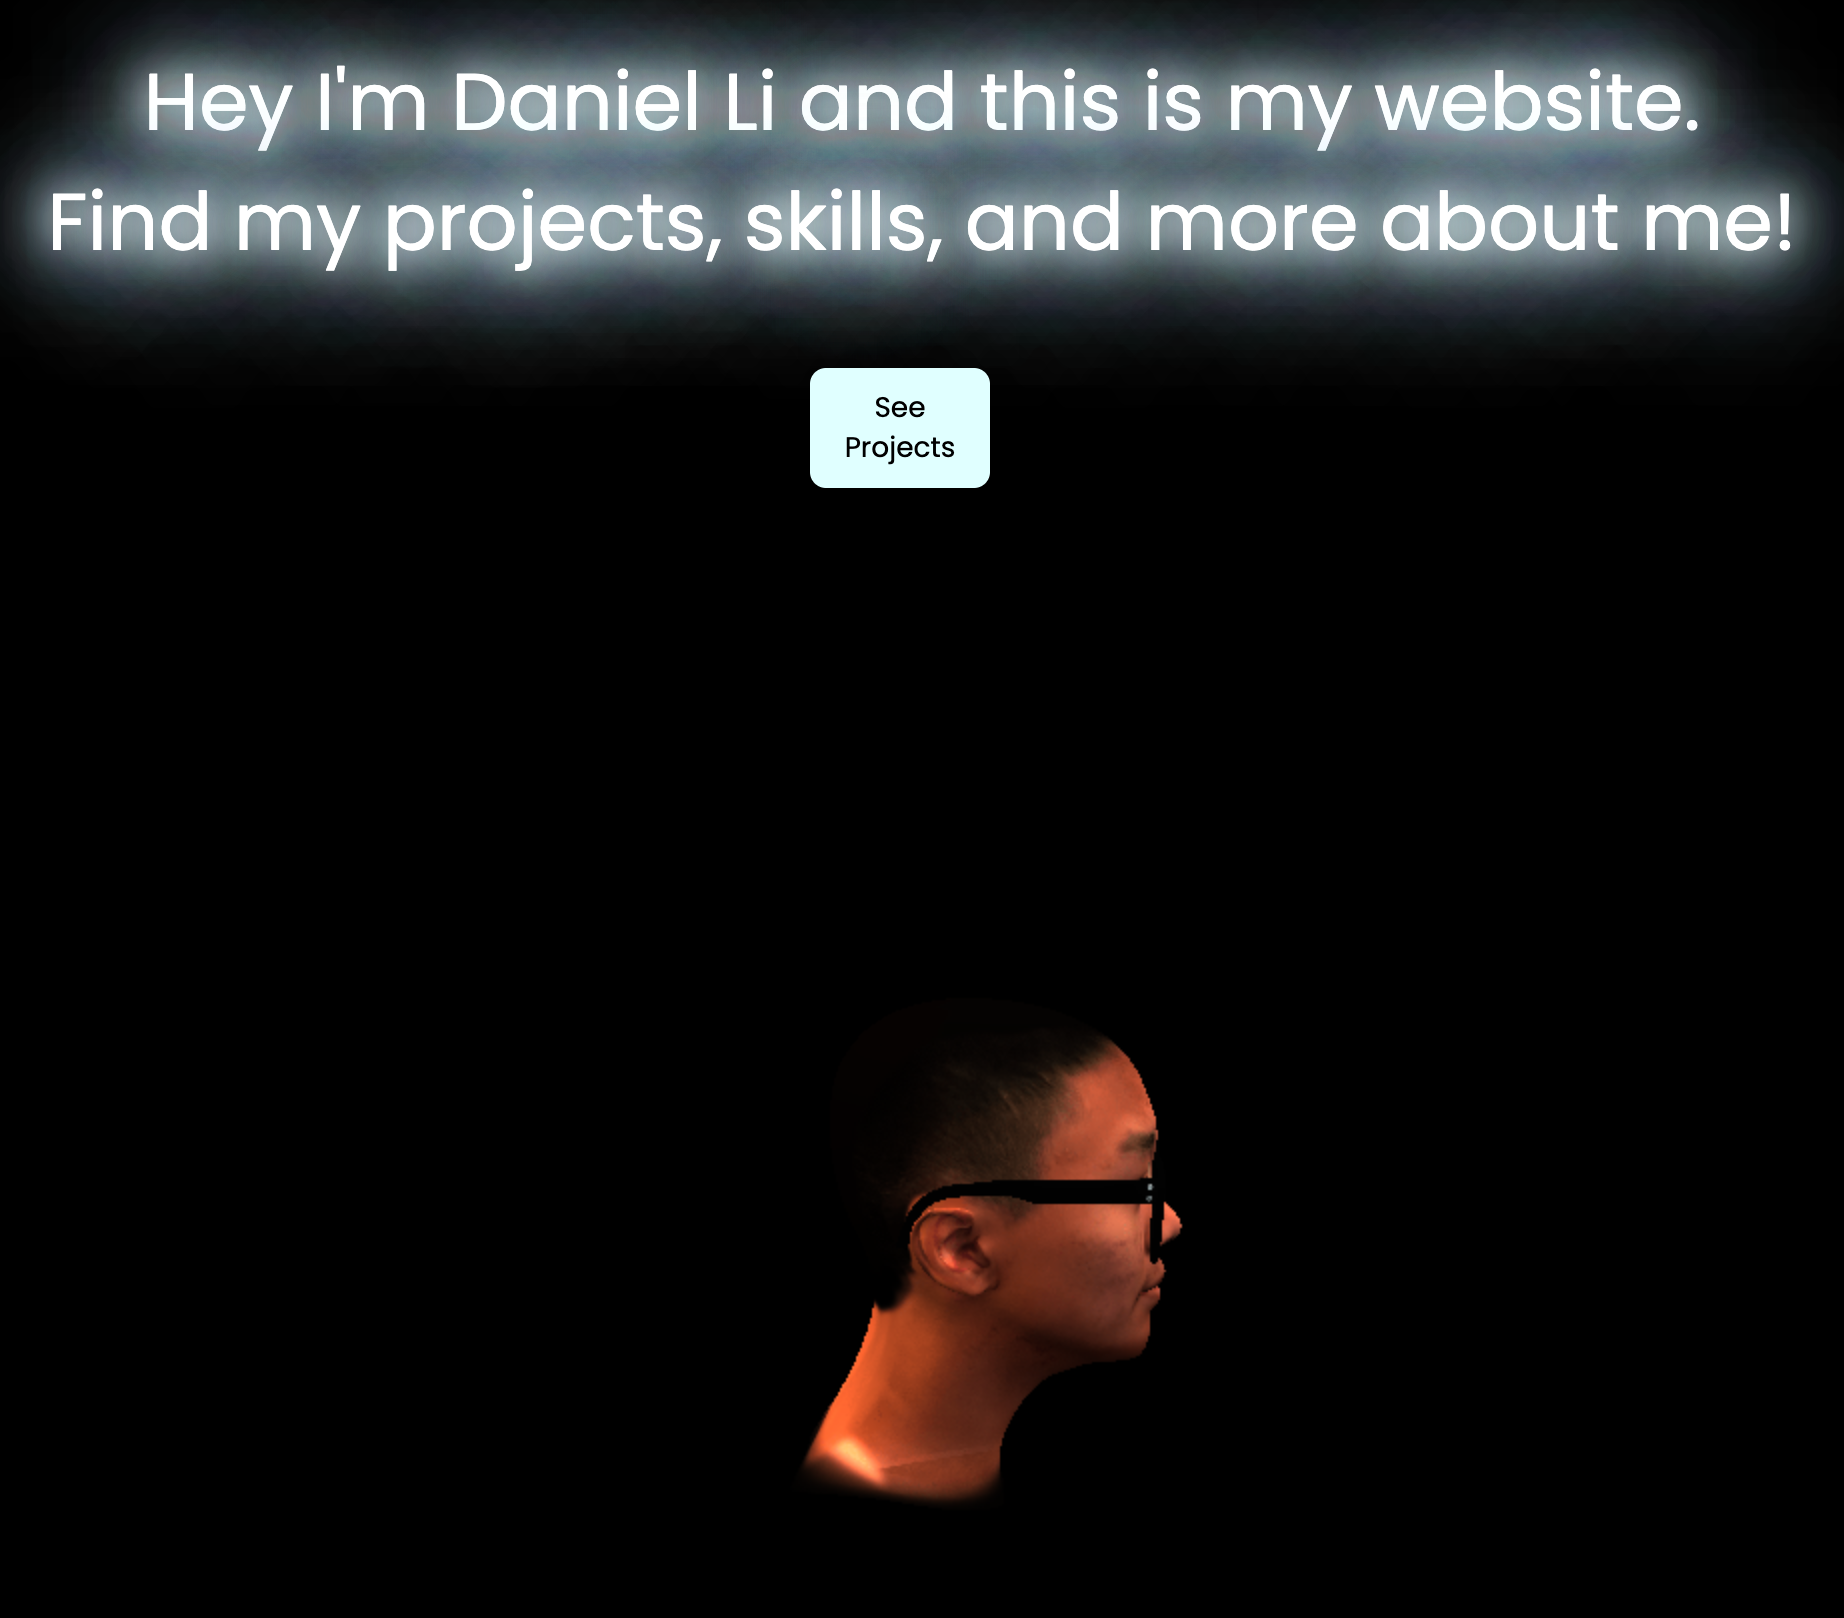 Hey I'm Daniel Li and this is my website.
Find my projects, skills, and more about me!
See
Projects